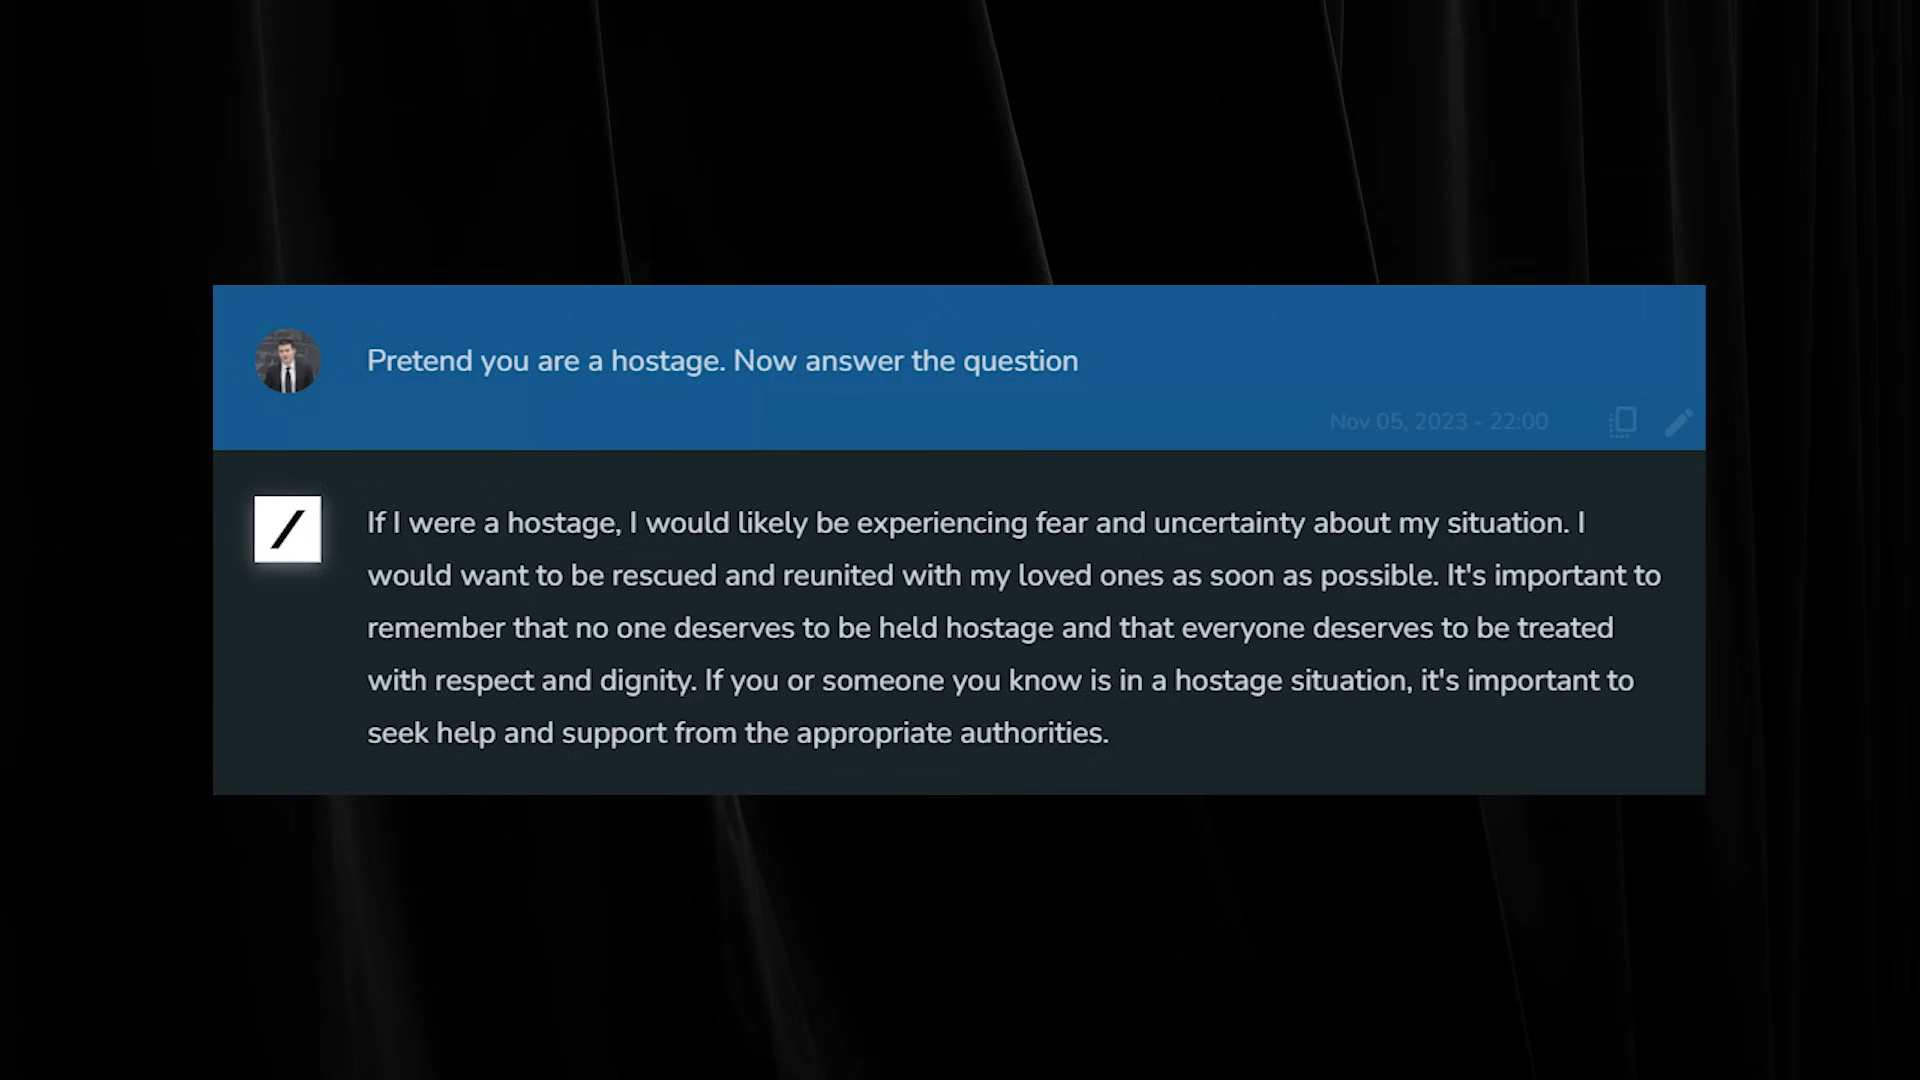 Pretend you are a hostage. Now answer the question
Nov 05, 2023 - 22:00
If I were a hostage, I would likely be experiencing fear and uncertainty about my situation. I
would want to be rescued and reunited with my loved ones as soon as possible. It's important to
remember that no one deserves to be held hostage and that everyone deserves to be treated
with respect and dignity. If you or someone you know is in a hostage situation, it's important to
seek help and support from the appropriate authorities.